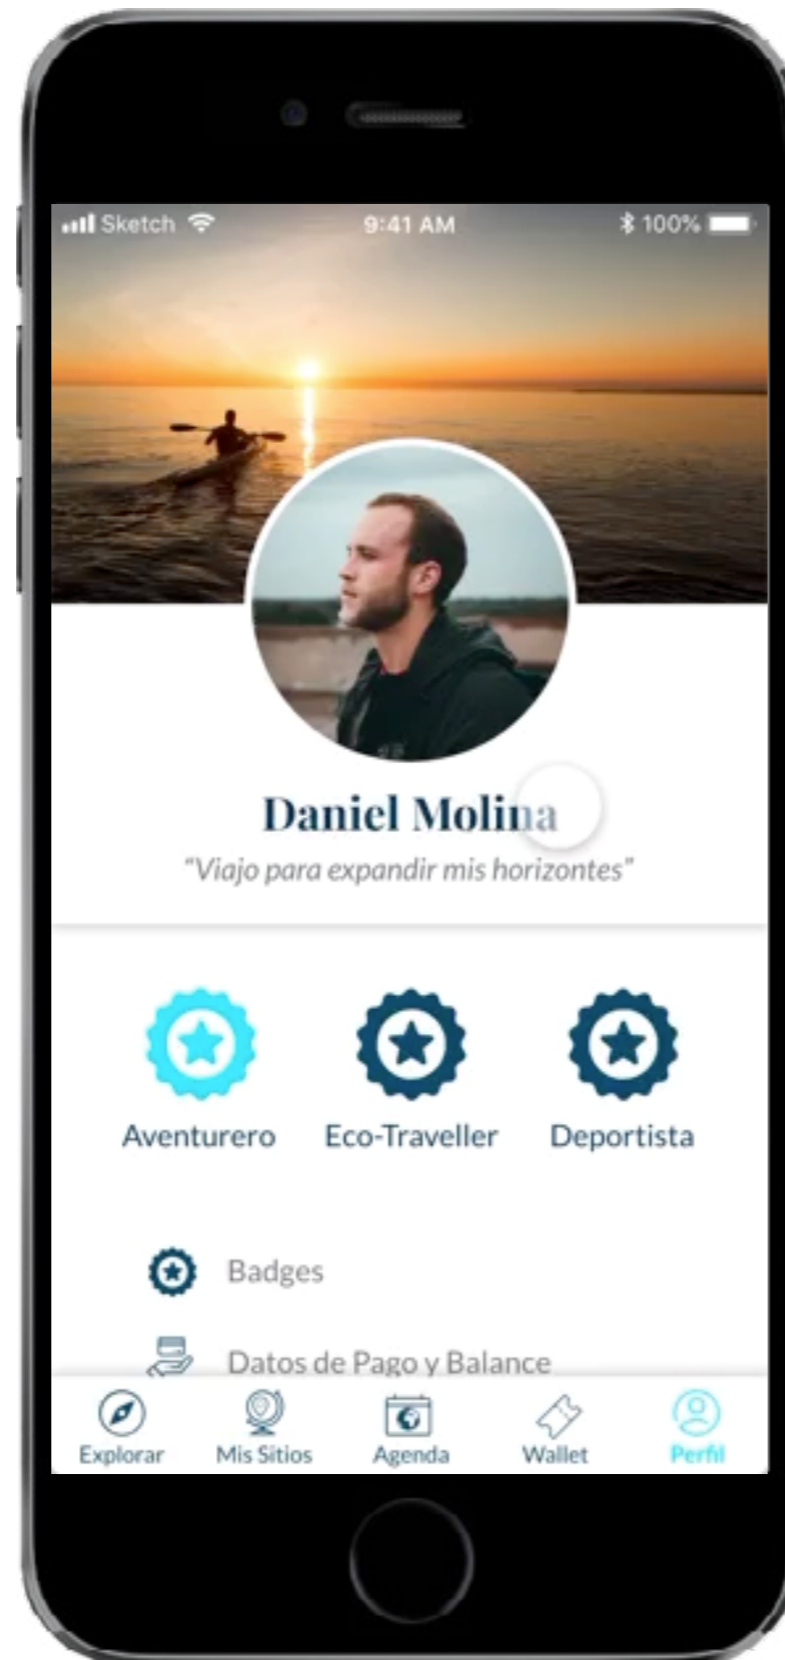 Sketch 9:41 AM 100%
Daniel Molina
“Viajo para expandir mis horizontes”
Aventurero Eco-Traveller Deportista
Badges
Datos de Pago y Balance
Explorar Mis Sitios Agenda Wallet Perfil